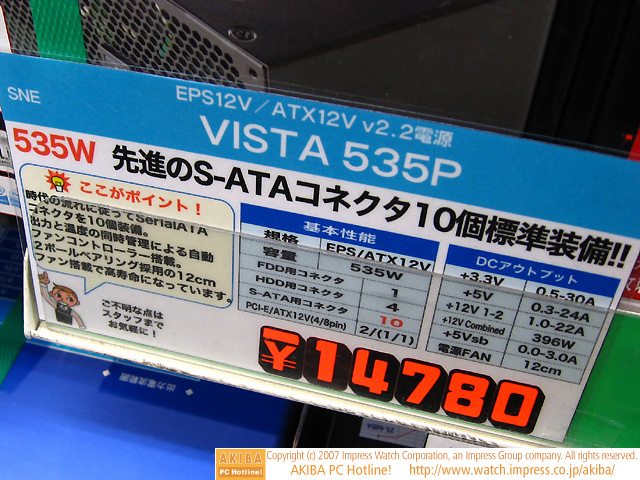 SNE
EPS12V／ATX12V v2.2電源
VISTA 535P
535W 先進のS-ATAコネクタ10個標準装備!!
ここがポイント！
時代の流れに沿ってSerialATA
コネクタを10個装備。
出力と温度の同時管理による自動
ファンコントローラー搭載。
2ボールベアリング採用の12cm
ファン搭載で高寿命になっています。
ご不明な点は
スタッフまで
お気軽に！
基本性能
規格 EPS/ATX12V
容量 535W
FDD用コネクタ 1
HDD用コネクタ 4
S-ATA用コネクタ 10
PCI-E/ATX12V(4/8pin) 2/(1/1)
DCアウトプット
+3.3V 0.5-30A
+5V 0.3-24A
+12V 1-2 1.0-22A
+12V Combined 396W
+5Vsb 0.0-3.0A
電源FAN 12cm
￥14780
出力電流範囲
AKIBA
PC Hotline!
Copyright (c) 2007 Impress Watch Corporation, an Impress Group company. All rights reserved.
AKIBA PC Hotline! http://www.watch.impress.co.jp/akiba/